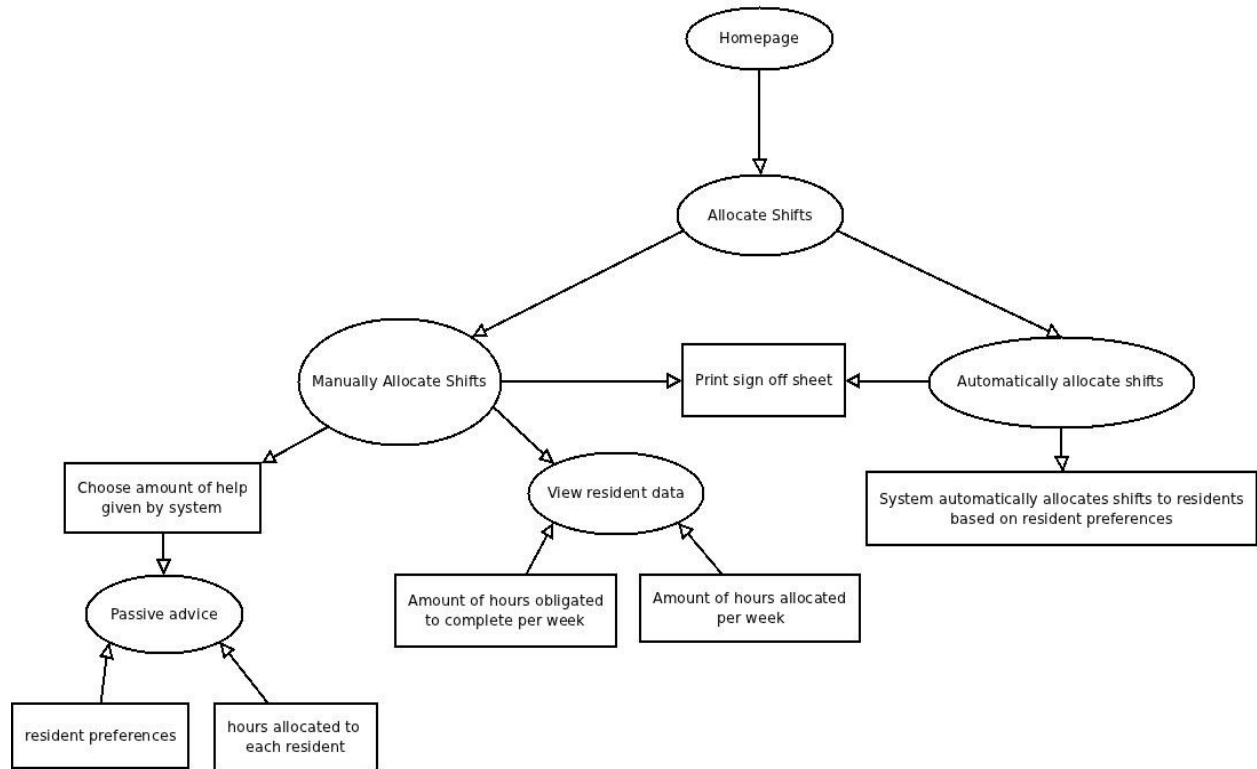 Homepage
Allocate Shifts
Manually Allocate Shifts
Print sign off sheet
Automatically allocate shifts
Choose amount of help
given by system
View resident data
System automatically allocates shifts to residents
based on resident preferences
Passive advice
Amount of hours obligated
to complete per week
Amount of hours allocated
per week
resident preferences
hours allocated to
each resident